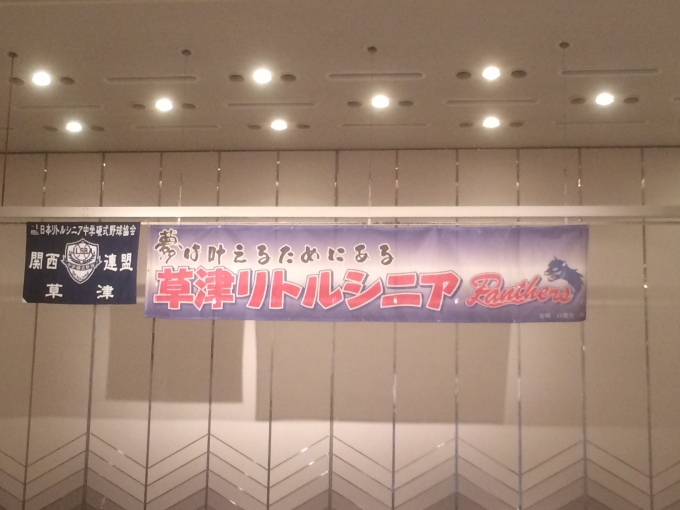 日本リトルシニア中学硬式野球協会
関西 連盟
草津
夢は叶えるためにある
草津リトルシニア Panthers